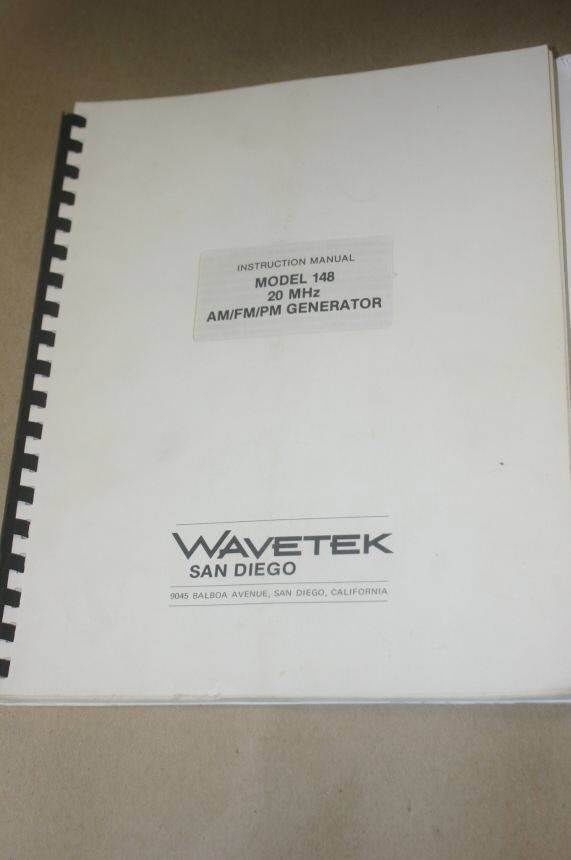 INSTRUCTION MANUAL
MODEL 148
20 MHz
AM/FM/PM GENERATOR
WAVETEK
SAN DIEGO
9045 BALBOA AVENUE, SAN DIEGO, CALIFORNIA